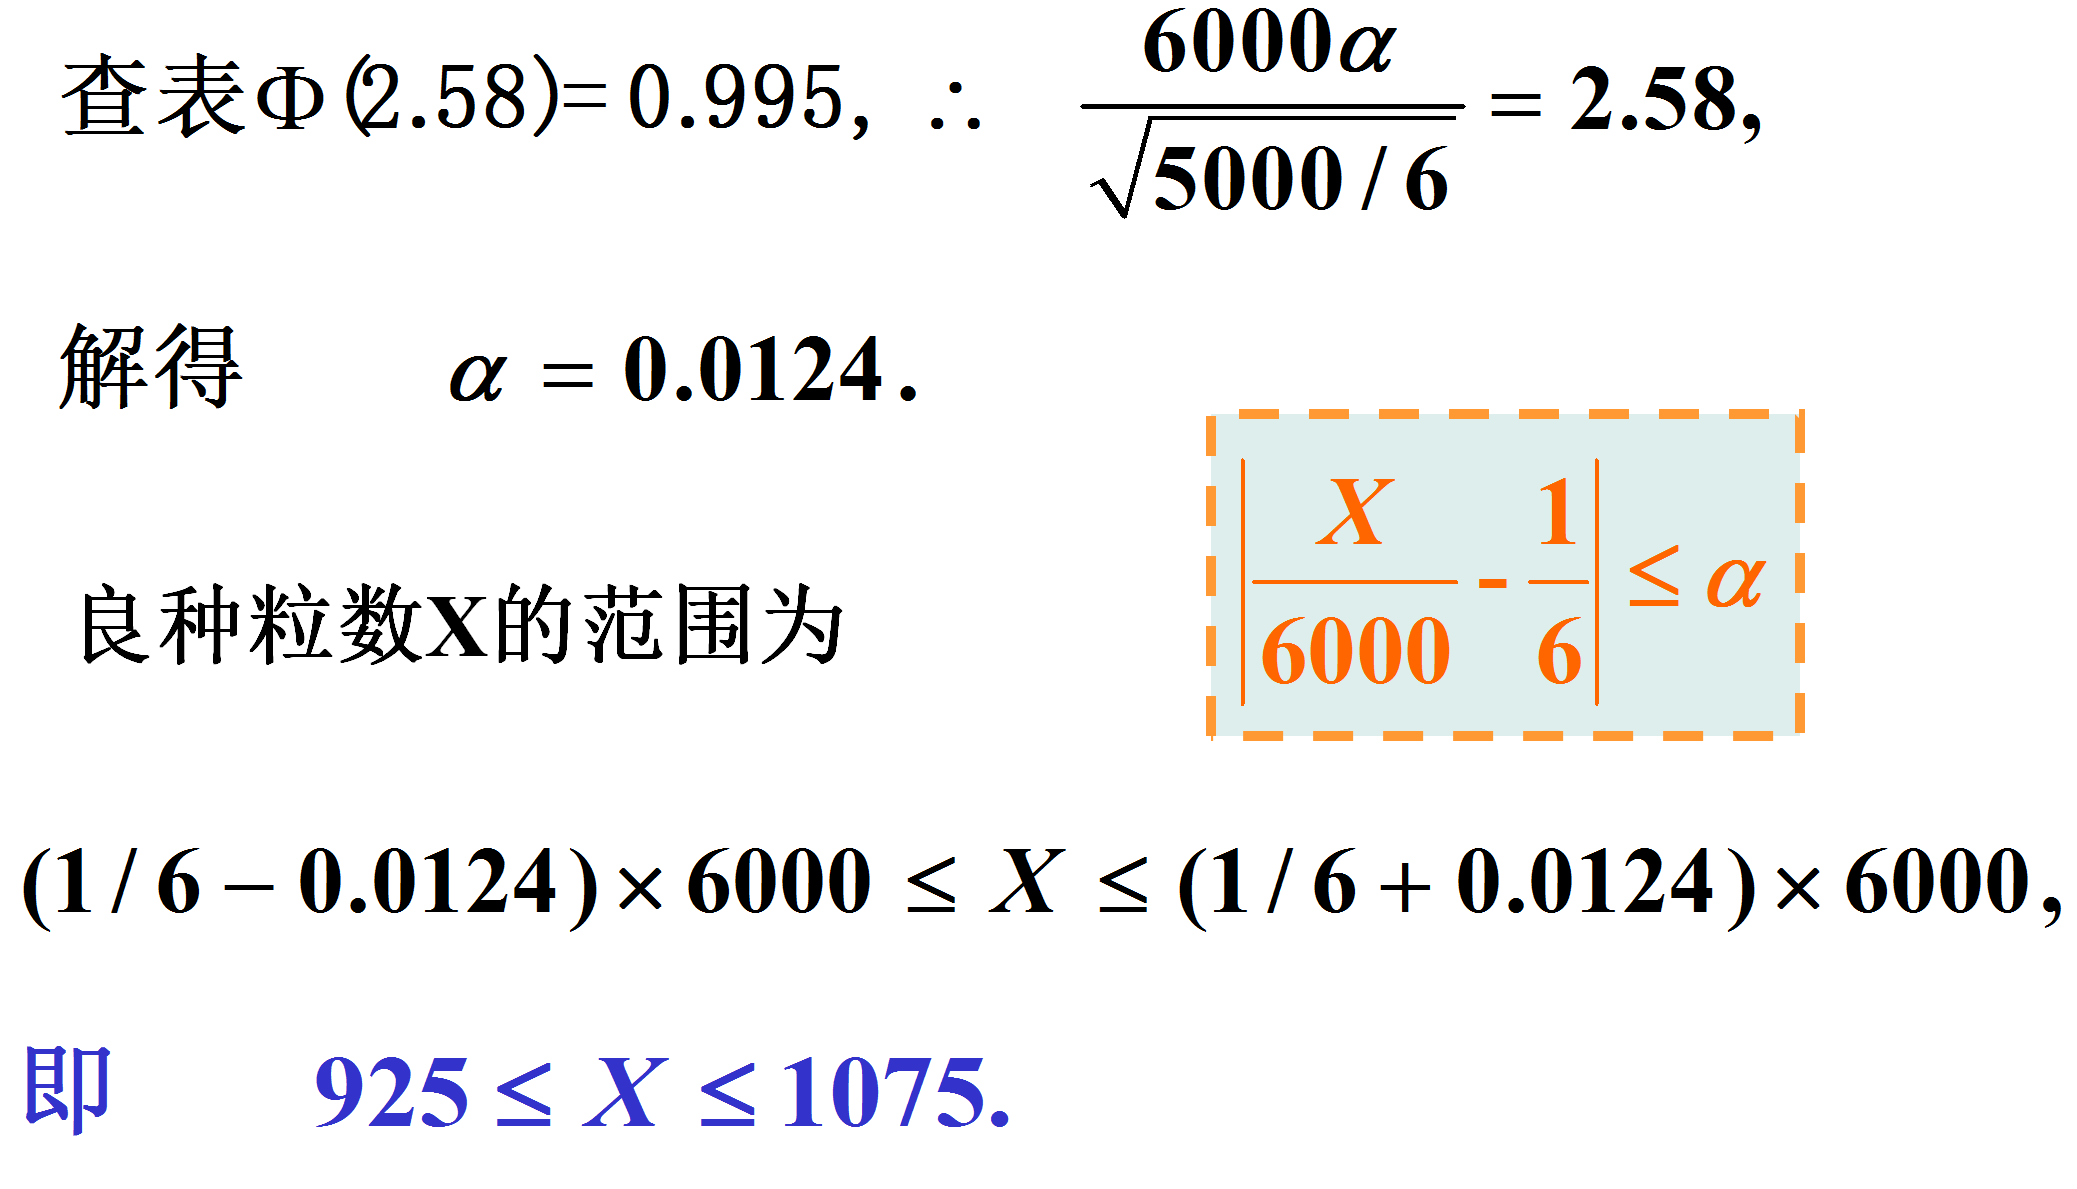 查表Φ(2.58)=0.995, ∴ 6000α/√5000/6 = 2.58,
解得 α = 0.0124.
|X/6000 - 1/6| ≤ α
良种粒数X的范围为
(1/6－0.0124)×6000 ≤ X ≤ (1/6＋0.0124)×6000,
即 925 ≤ X ≤ 1075.